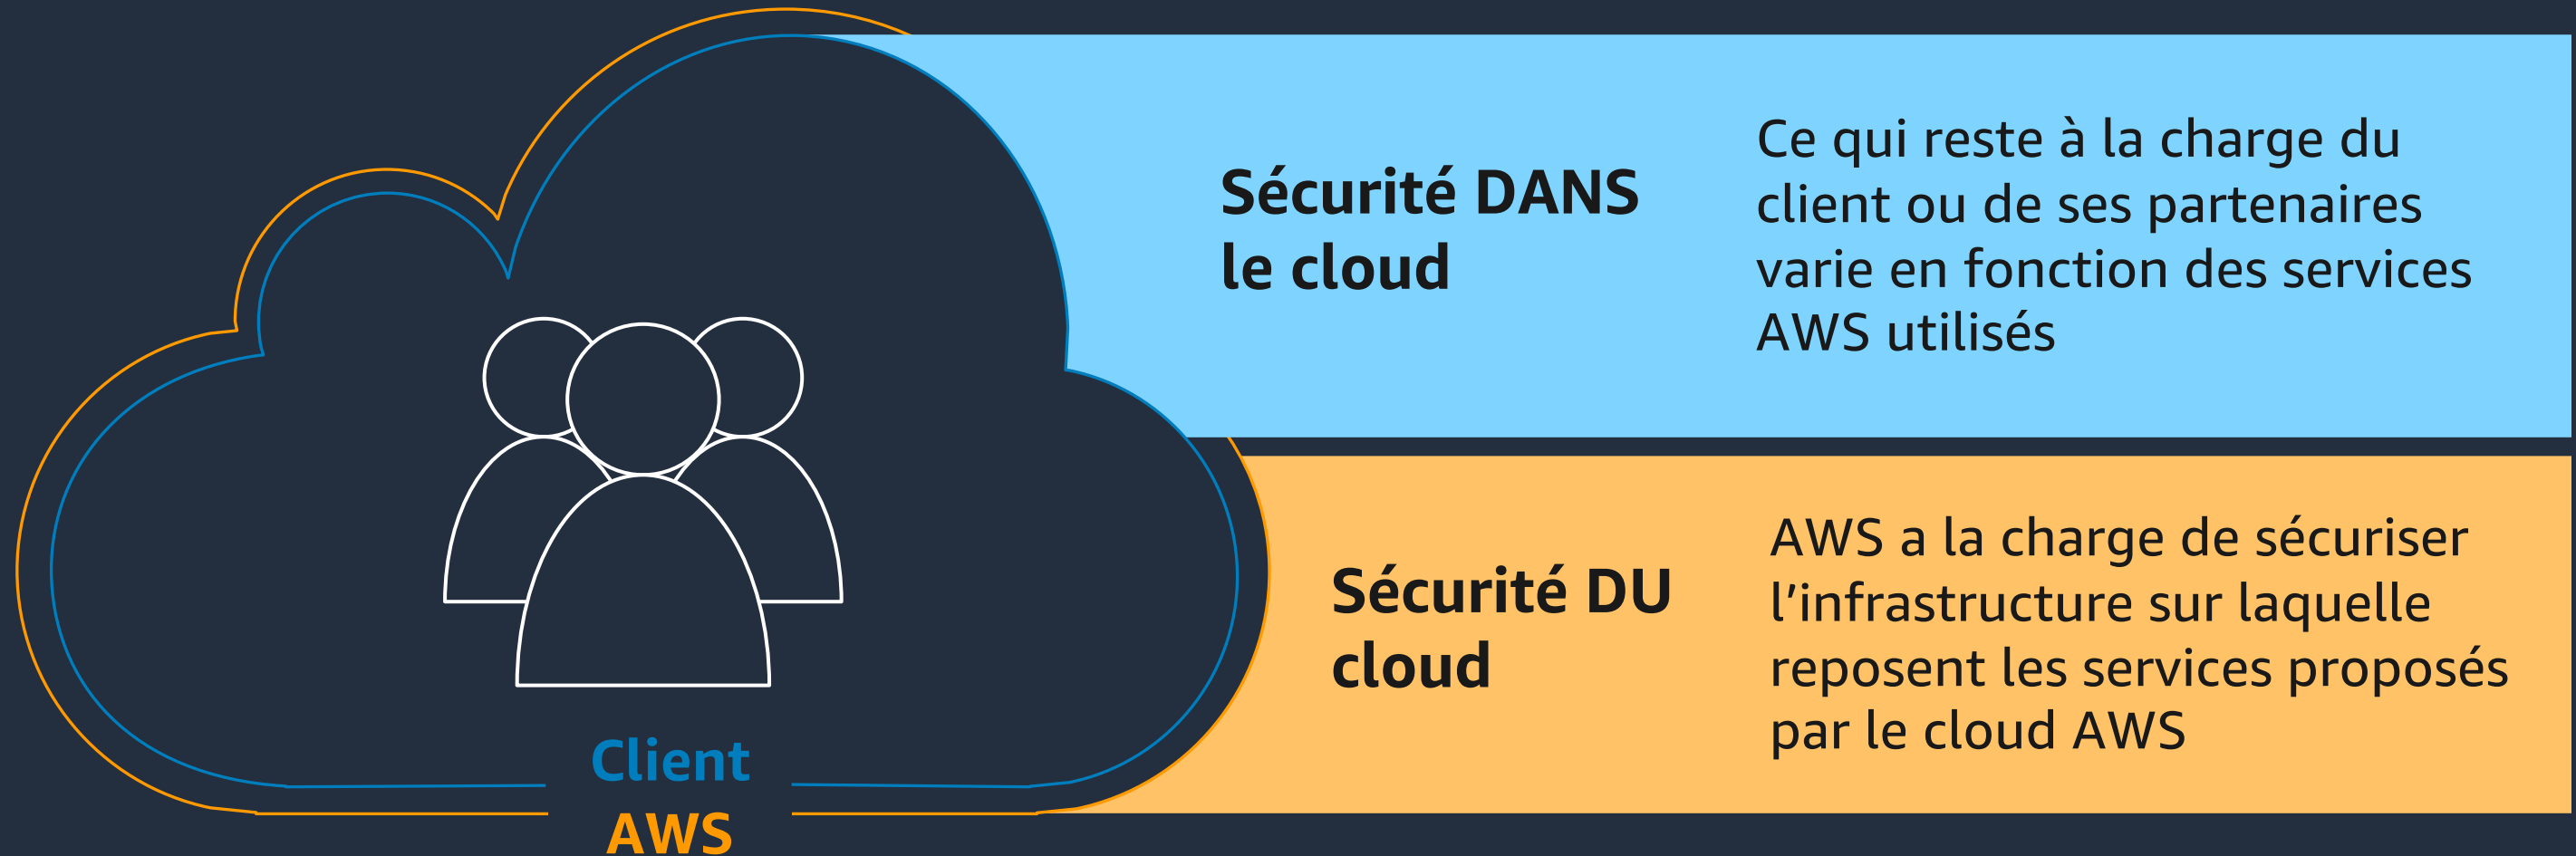 Sécurité DANS
le cloud
Ce qui reste à la charge du
client ou de ses partenaires
varie en fonction des services
AWS utilisés
Sécurité DU
cloud
AWS a la charge de sécuriser
l’infrastructure sur laquelle
reposent les services proposés
par le cloud AWS
Client
AWS